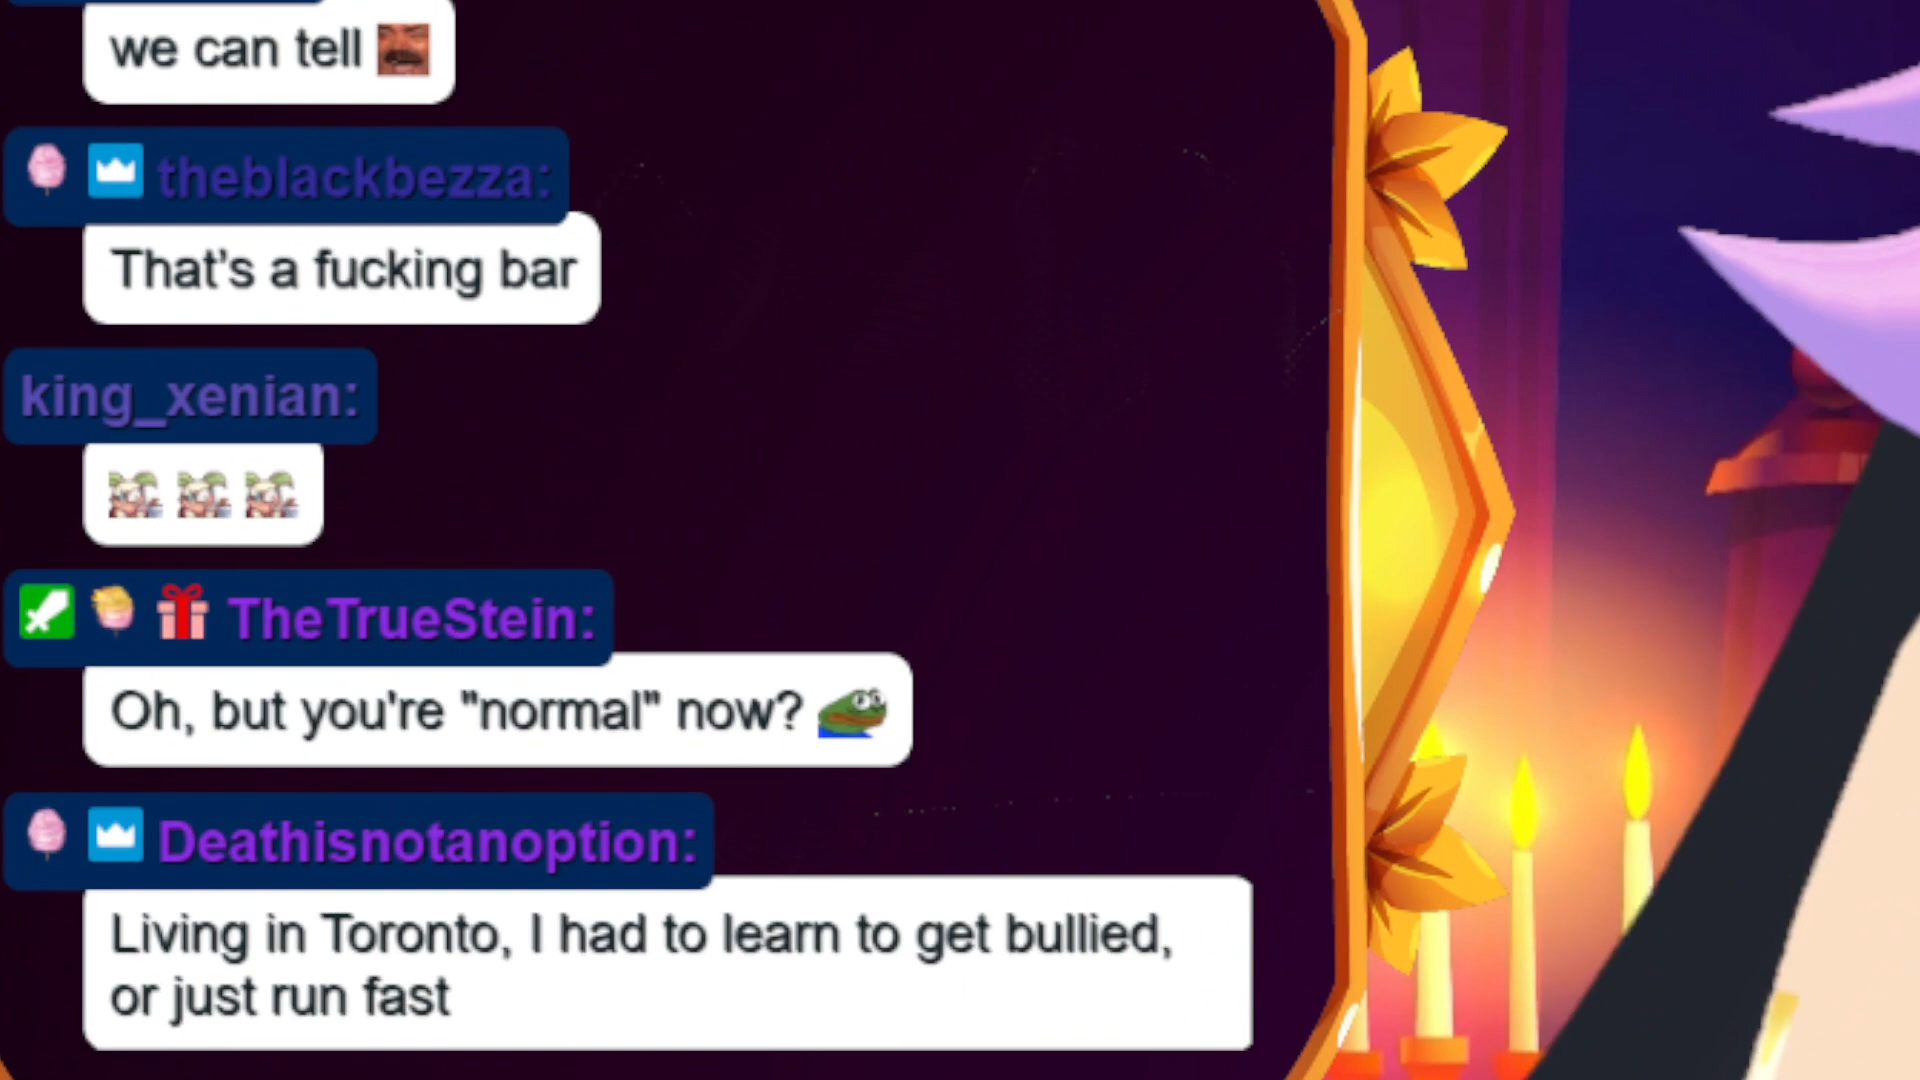 we can tell
theblackbezza:
That's a fucking bar
king_xenian:
TheTrueStein:
Oh, but you're "normal" now?
Deathisnotanoption:
Living in Toronto, I had to learn to get bullied,
or just run fast